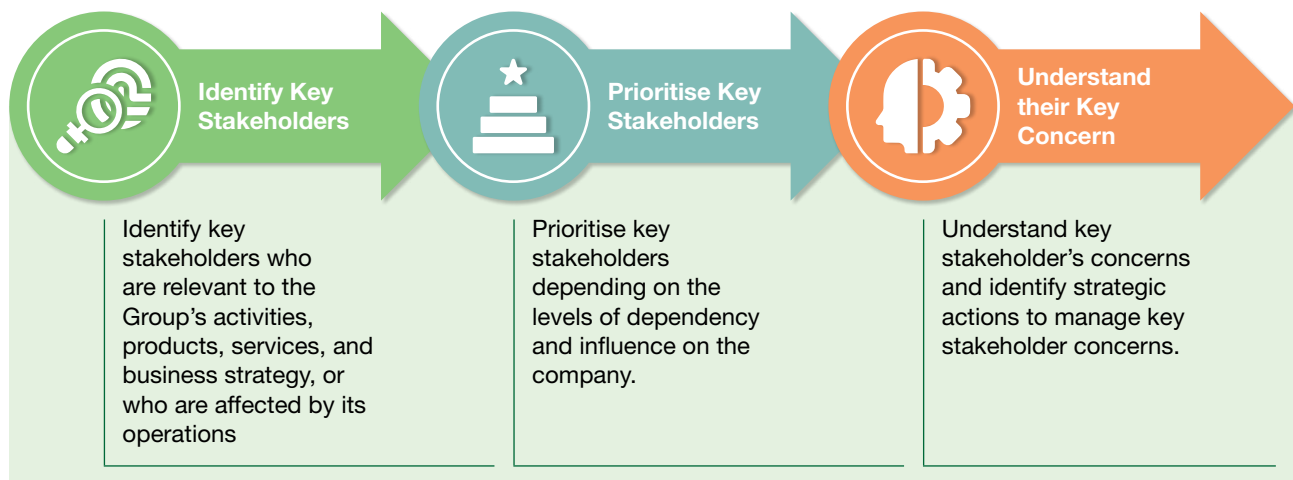 Identify Key
Stakeholders
Prioritise Key
Stakeholders
Understand
their Key
Concern
Identify key
stakeholders who
are relevant to the
Group's activities,
products, services, and
business strategy, or
who are affected by its
operations
Prioritise key
stakeholders
depending on the
levels of dependency
and influence on the
company.
Understand key
stakeholder's concerns
and identify strategic
actions to manage key
stakeholder concerns.